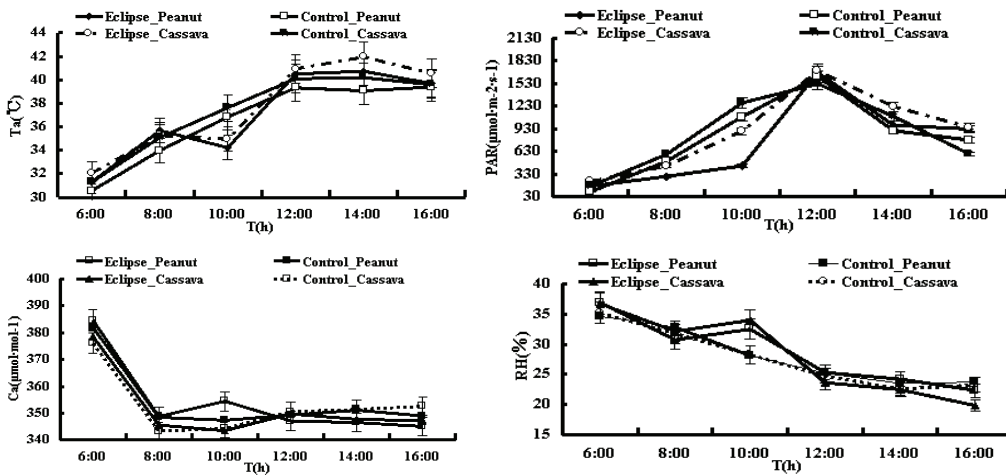 Eclipse_Peanut Control_Peanut
Eclipse_Cassava Control_Cassava
Ta(℃)
44
42
40
38
36
34
32
30
6:00 8:00 10:00 12:00 14:00 16:00
T(h)
Eclipse_Peanut Control_Peanut
Eclipse_Cassava Control_Cassava
PAR(μmol·m-2·s-1)
2130
1830
1530
1230
930
630
330
30
6:00 8:00 10:00 12:00 14:00 16:00
T(h)
Eclipse_Peanut Control_Peanut
Eclipse_Cassava Control_Cassava
Ca(μmol·mol-1)
400
390
380
370
360
350
340
6:00 8:00 10:00 12:00 14:00 16:00
T(h)
Eclipse_Peanut Control_Peanut
Eclipse_Cassava Control_Cassava
RH(%)
40
35
30
25
20
15
6:00 8:00 10:00 12:00 14:00 16:00
T(h)